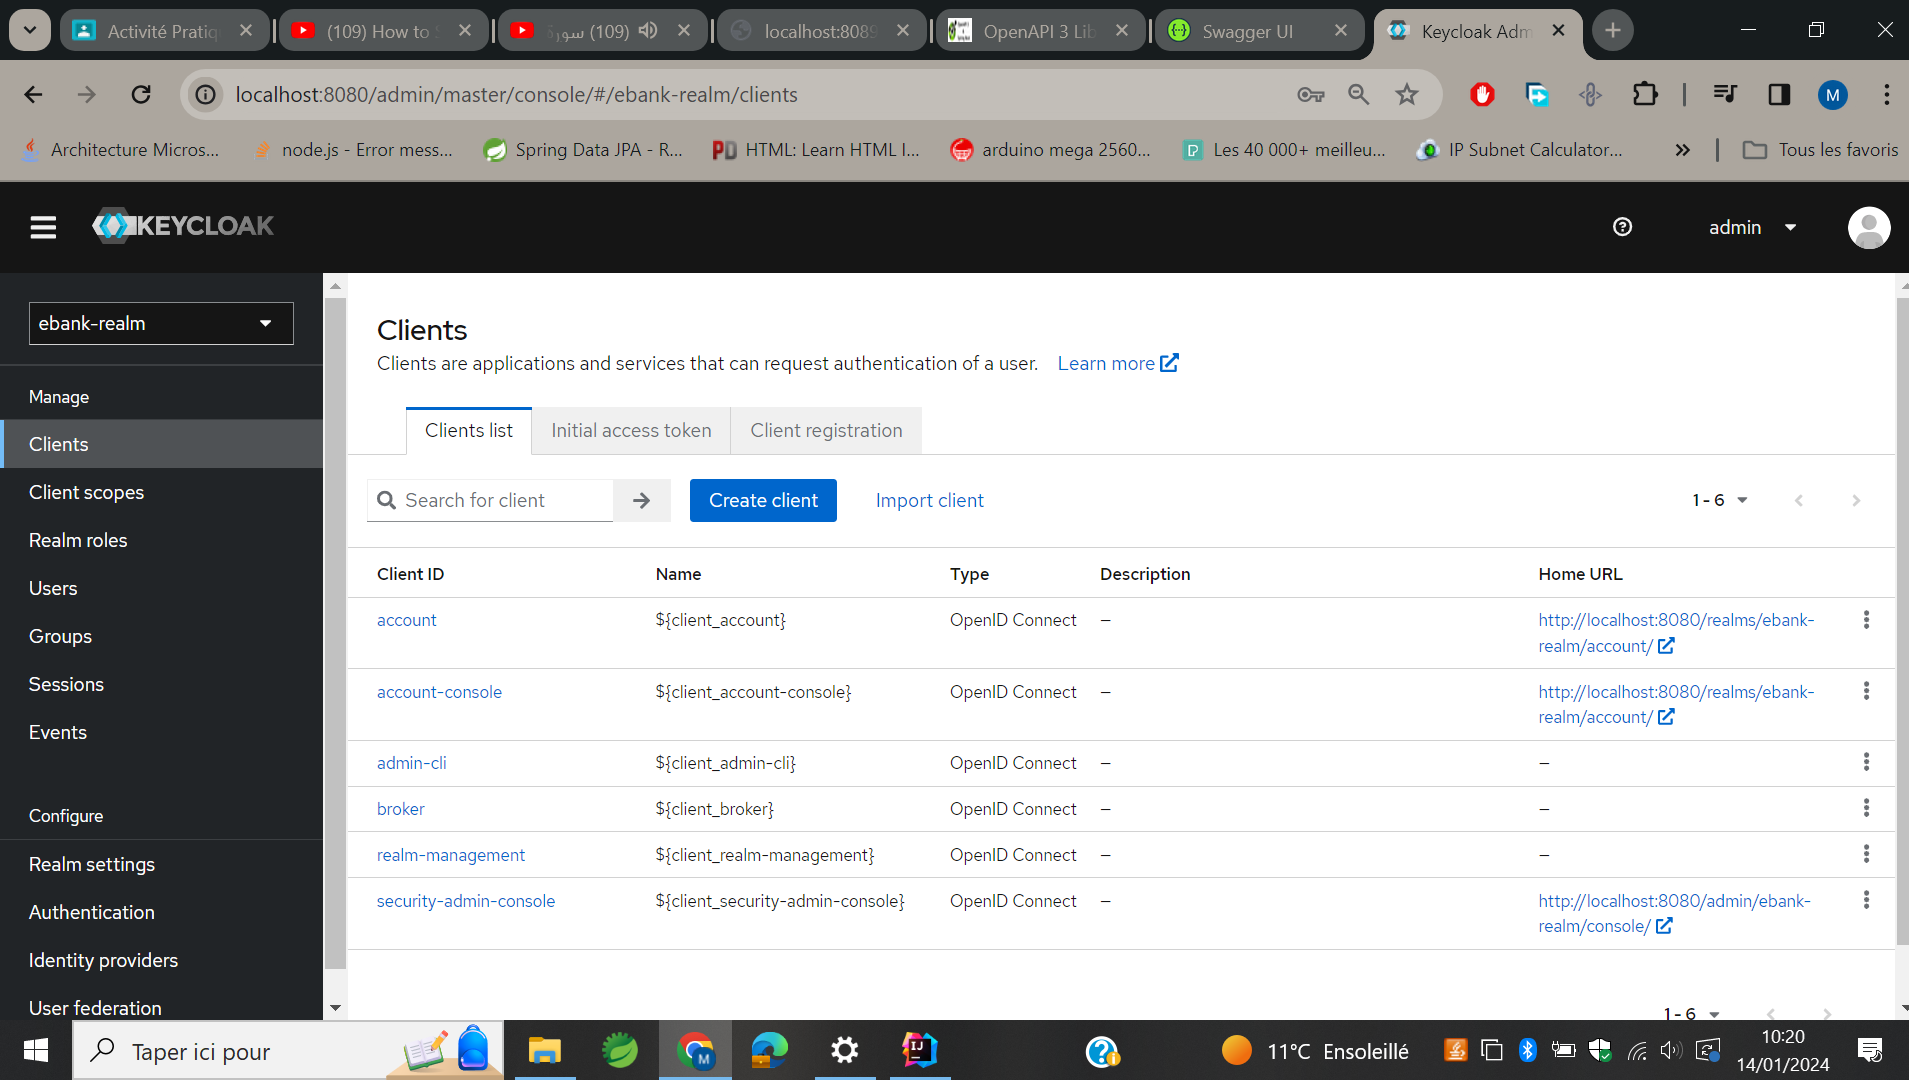 Activité Pratiq
(109) How to S
(109) سورة
localhost:8089
OpenAPI 3 Lib
Swagger UI
Keycloak Adm
localhost:8080/admin/master/console/#/ebank-realm/clients
M
Architecture Micros...
node.js - Error mess...
Spring Data JPA - R...
HTML: Learn HTML I...
arduino mega 2560...
Les 40 000+ meilleu...
IP Subnet Calculator...
Tous les favoris
KEYCLOAK
admin
ebank-realm
Manage
Clients
Client scopes
Realm roles
Users
Groups
Sessions
Events
Configure
Realm settings
Authentication
Identity providers
User federation
Clients
Clients are applications and services that can request authentication of a user. Learn more
Clients list
Initial access token
Client registration
Search for client
Create client
Import client
1 - 6
Client ID Name Type Description Home URL
account ${client_account} OpenID Connect – http://localhost:8080/realms/ebank-
realm/account/
account-console ${client_account-console} OpenID Connect – http://localhost:8080/realms/ebank-
realm/account/
admin-cli ${client_admin-cli} OpenID Connect – –
broker ${client_broker} OpenID Connect – –
realm-management ${client_realm-management} OpenID Connect – –
security-admin-console ${client_security-admin-console} OpenID Connect – http://localhost:8080/admin/ebank-
realm/console/
1 - 6
Taper ici pour
M
IJ
11°C Ensoleillé
10:20
14/01/2024